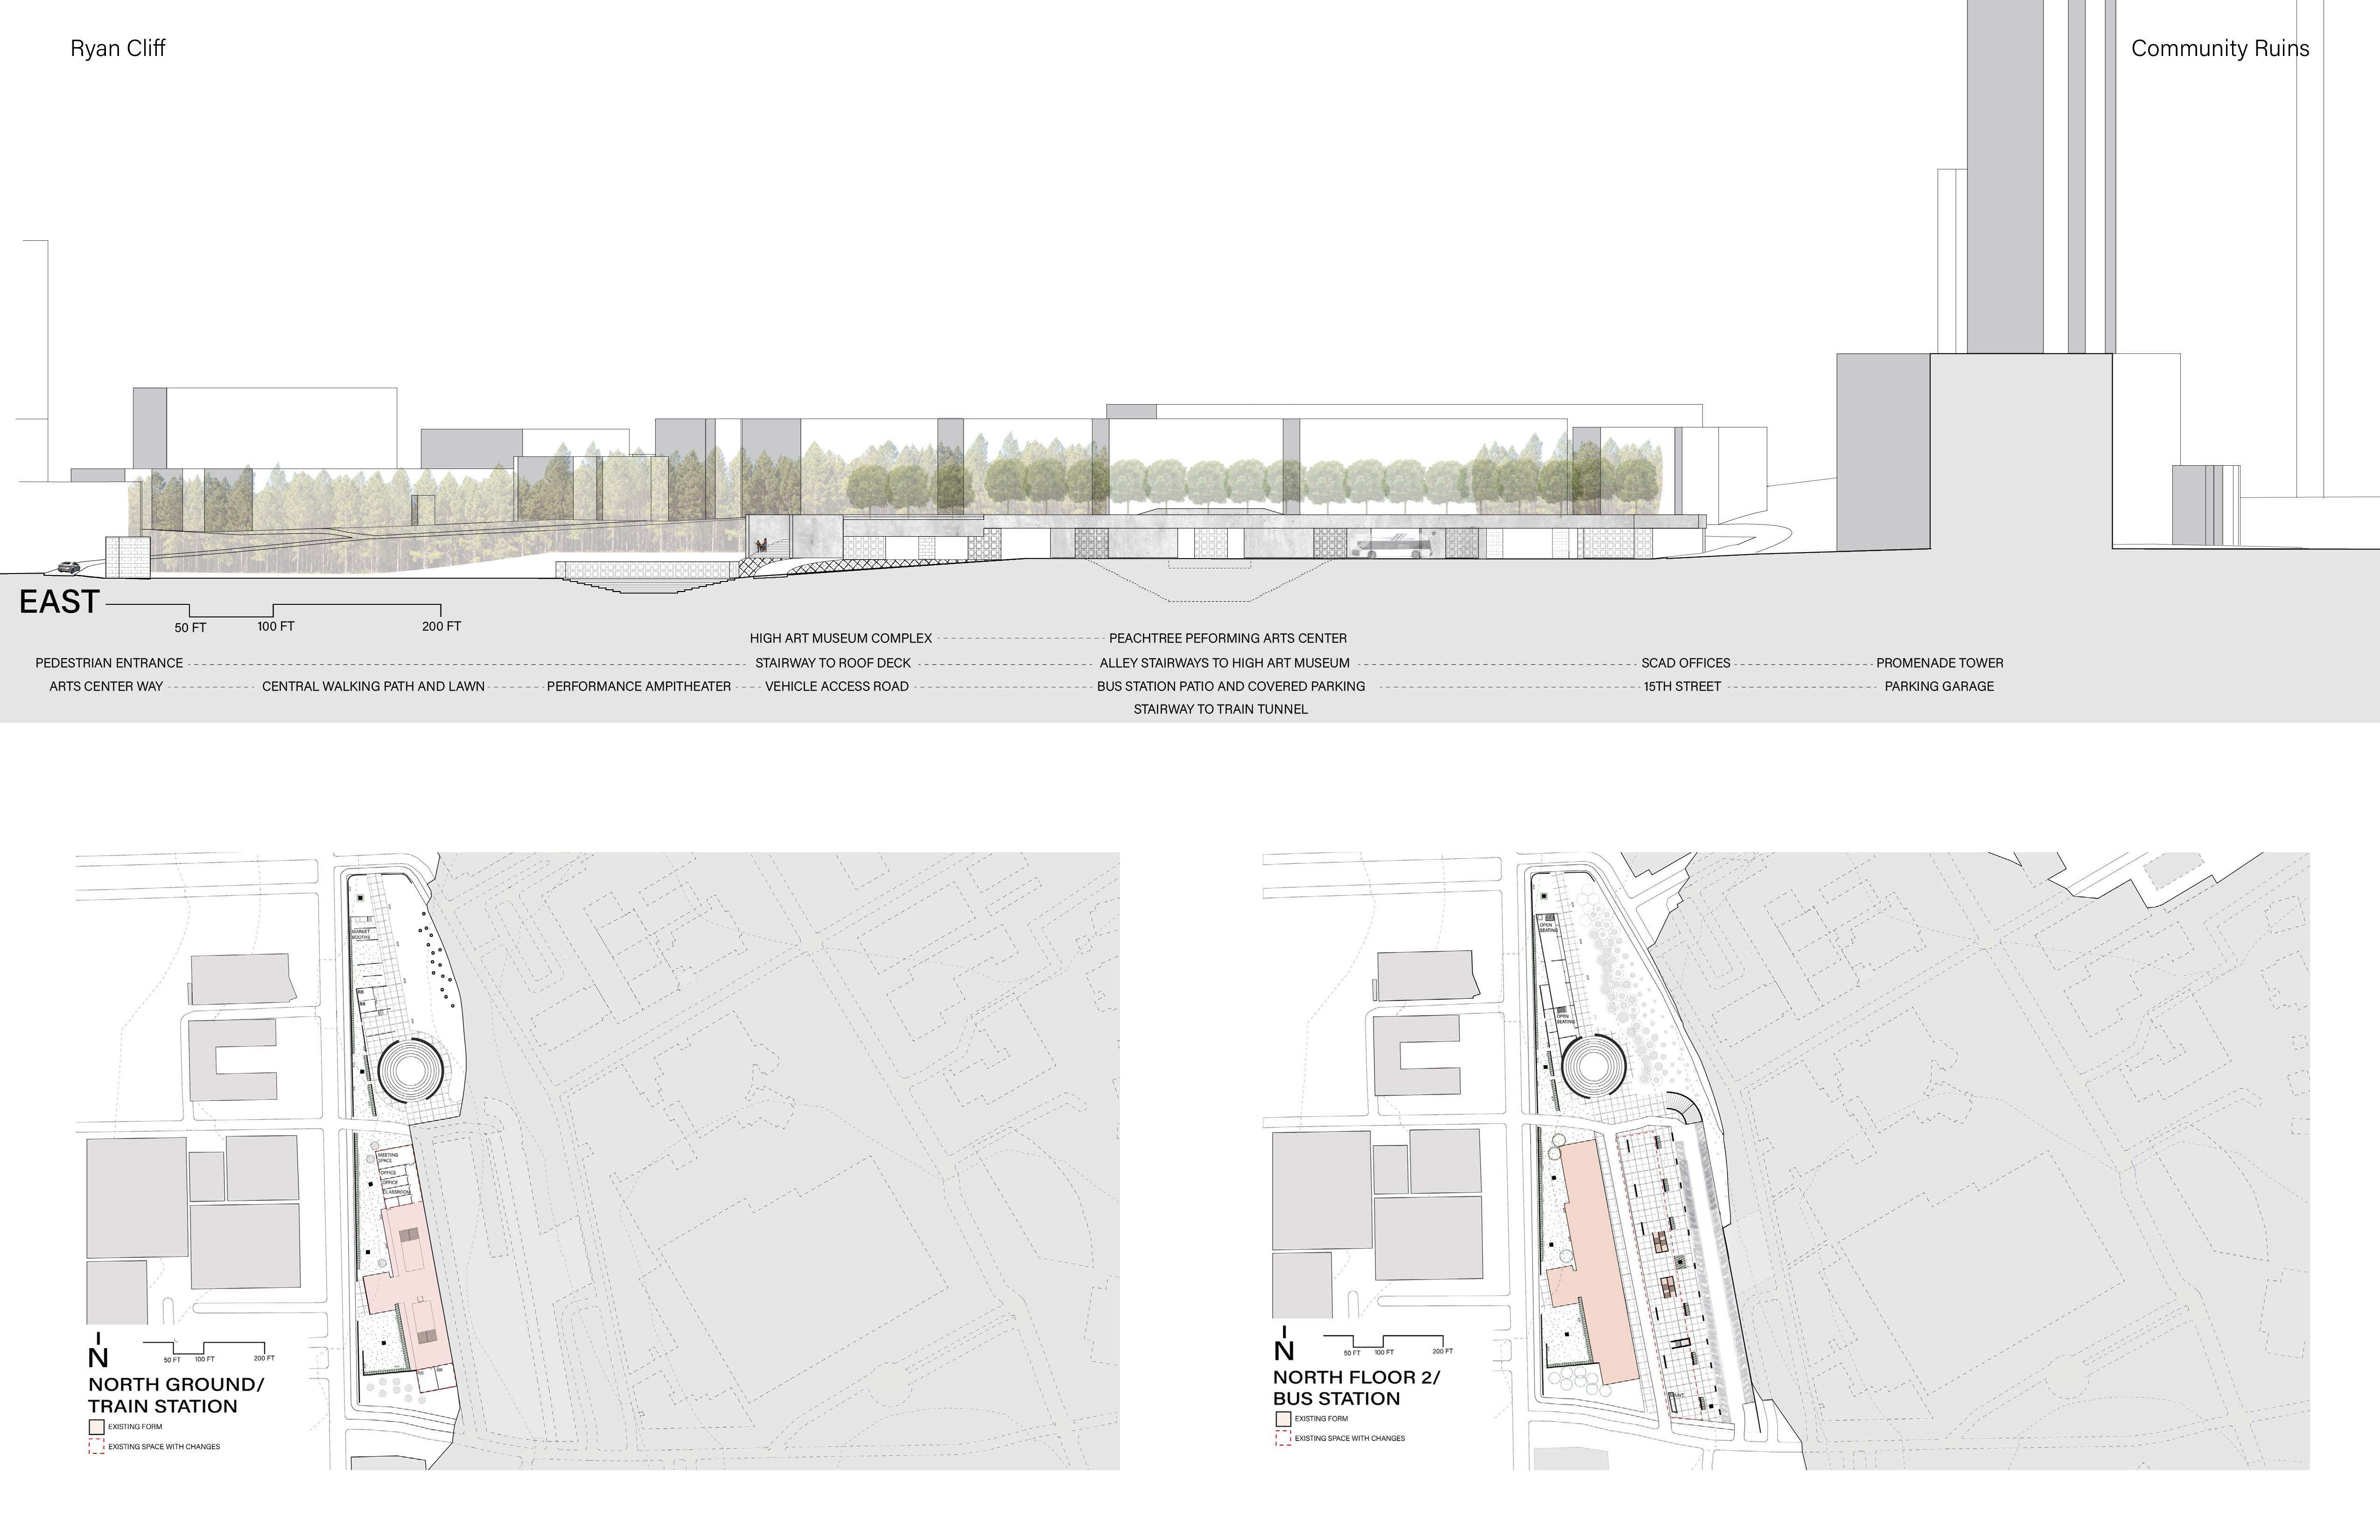 Ryan Cliff
Community Ruins
EAST
50 FT
100 FT
200 FT
HIGH ART MUSEUM COMPLEX
PEACHTREE PEFORMING ARTS CENTER
PEDESTRIAN ENTRANCE
STAIRWAY TO ROOF DECK
ALLEY STAIRWAYS TO HIGH ART MUSEUM
SCAD OFFICES
PROMENADE TOWER
ARTS CENTER WAY
CENTRAL WALKING PATH AND LAWN
PERFORMANCE AMPITHEATER
VEHICLE ACCESS ROAD
BUS STATION PATIO AND COVERED PARKING
15TH STREET
PARKING GARAGE
STAIRWAY TO TRAIN TUNNEL
MARKET
BOOTHS
RR
RR
MEETING
SPACE
OFFICE
OFFICE
CLASSROOM
RR
RR
N
50 FT
100 FT
200 FT
NORTH GROUND/
TRAIN STATION
EXISTING FORM
EXISTING SPACE WITH CHANGES
OPEN
SEATING
OPEN
SEATING
N
50 FT
100 FT
200 FT
NORTH FLOOR 2/
BUS STATION
EXISTING FORM
EXISTING SPACE WITH CHANGES